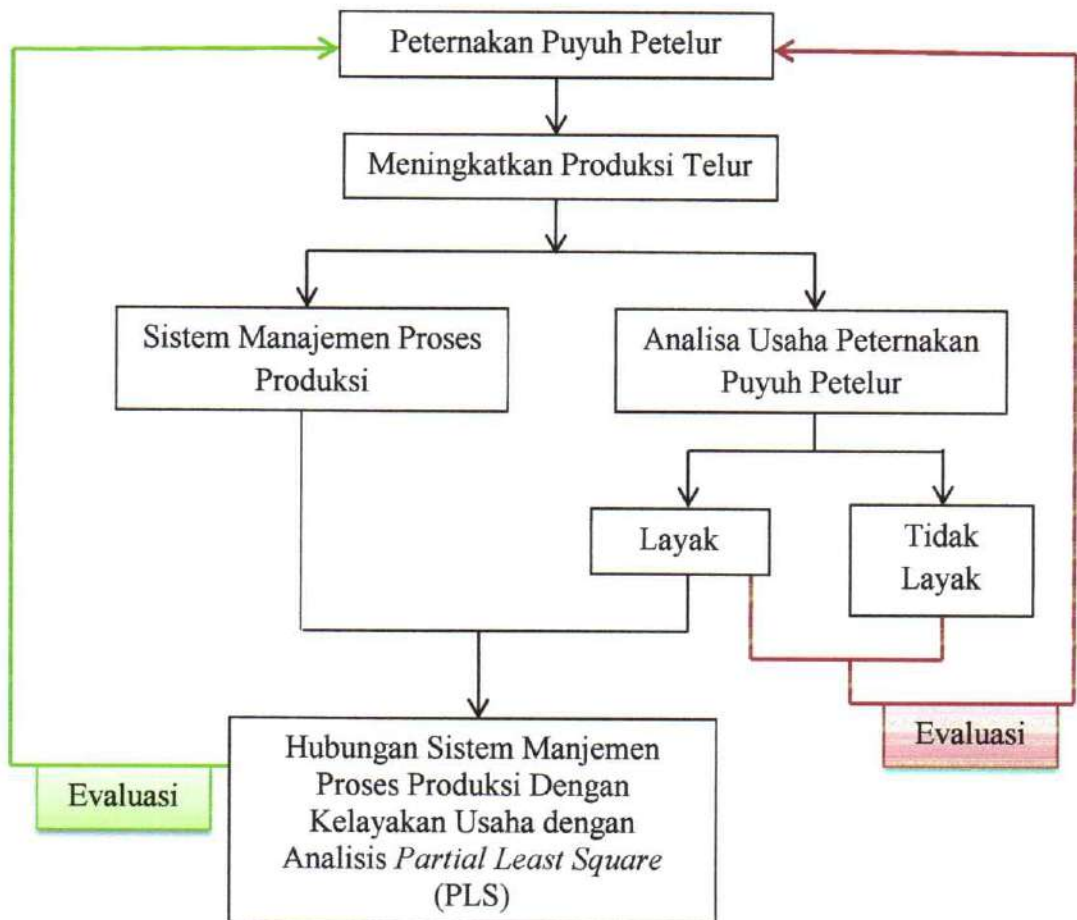 Peternakan Puyuh Petelur
Meningkatkan Produksi Telur
Sistem Manajemen Proses
Produksi
Analisa Usaha Peternakan
Puyuh Petelur
Layak
Tidak
Layak
Evaluasi
Hubungan Sistem Manjemen
Proses Produksi Dengan
Kelayakan Usaha dengan
Analisis Partial Least Square
(PLS)
Evaluasi